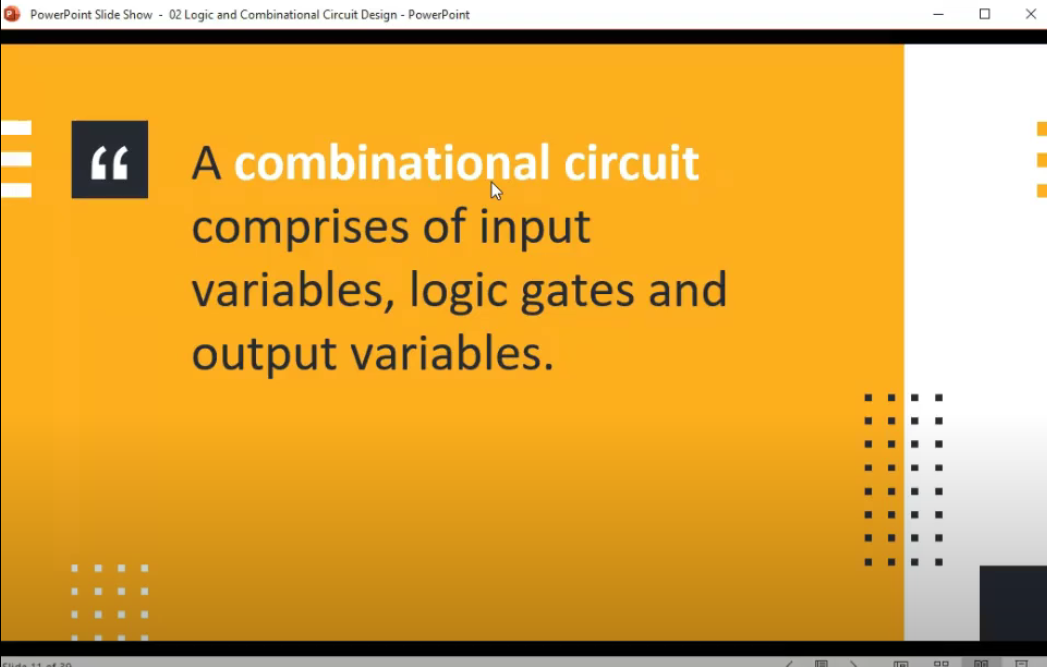 PowerPoint Slide Show - 02 Logic and Combinational Circuit Design - PowerPoint
“
A combinational circuit
comprises of input
variables, logic gates and
output variables.
Slide 11 of 39